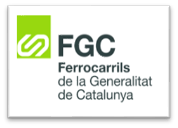 FGC
Ferrocarrils
de la Generalitat
de Catalunya